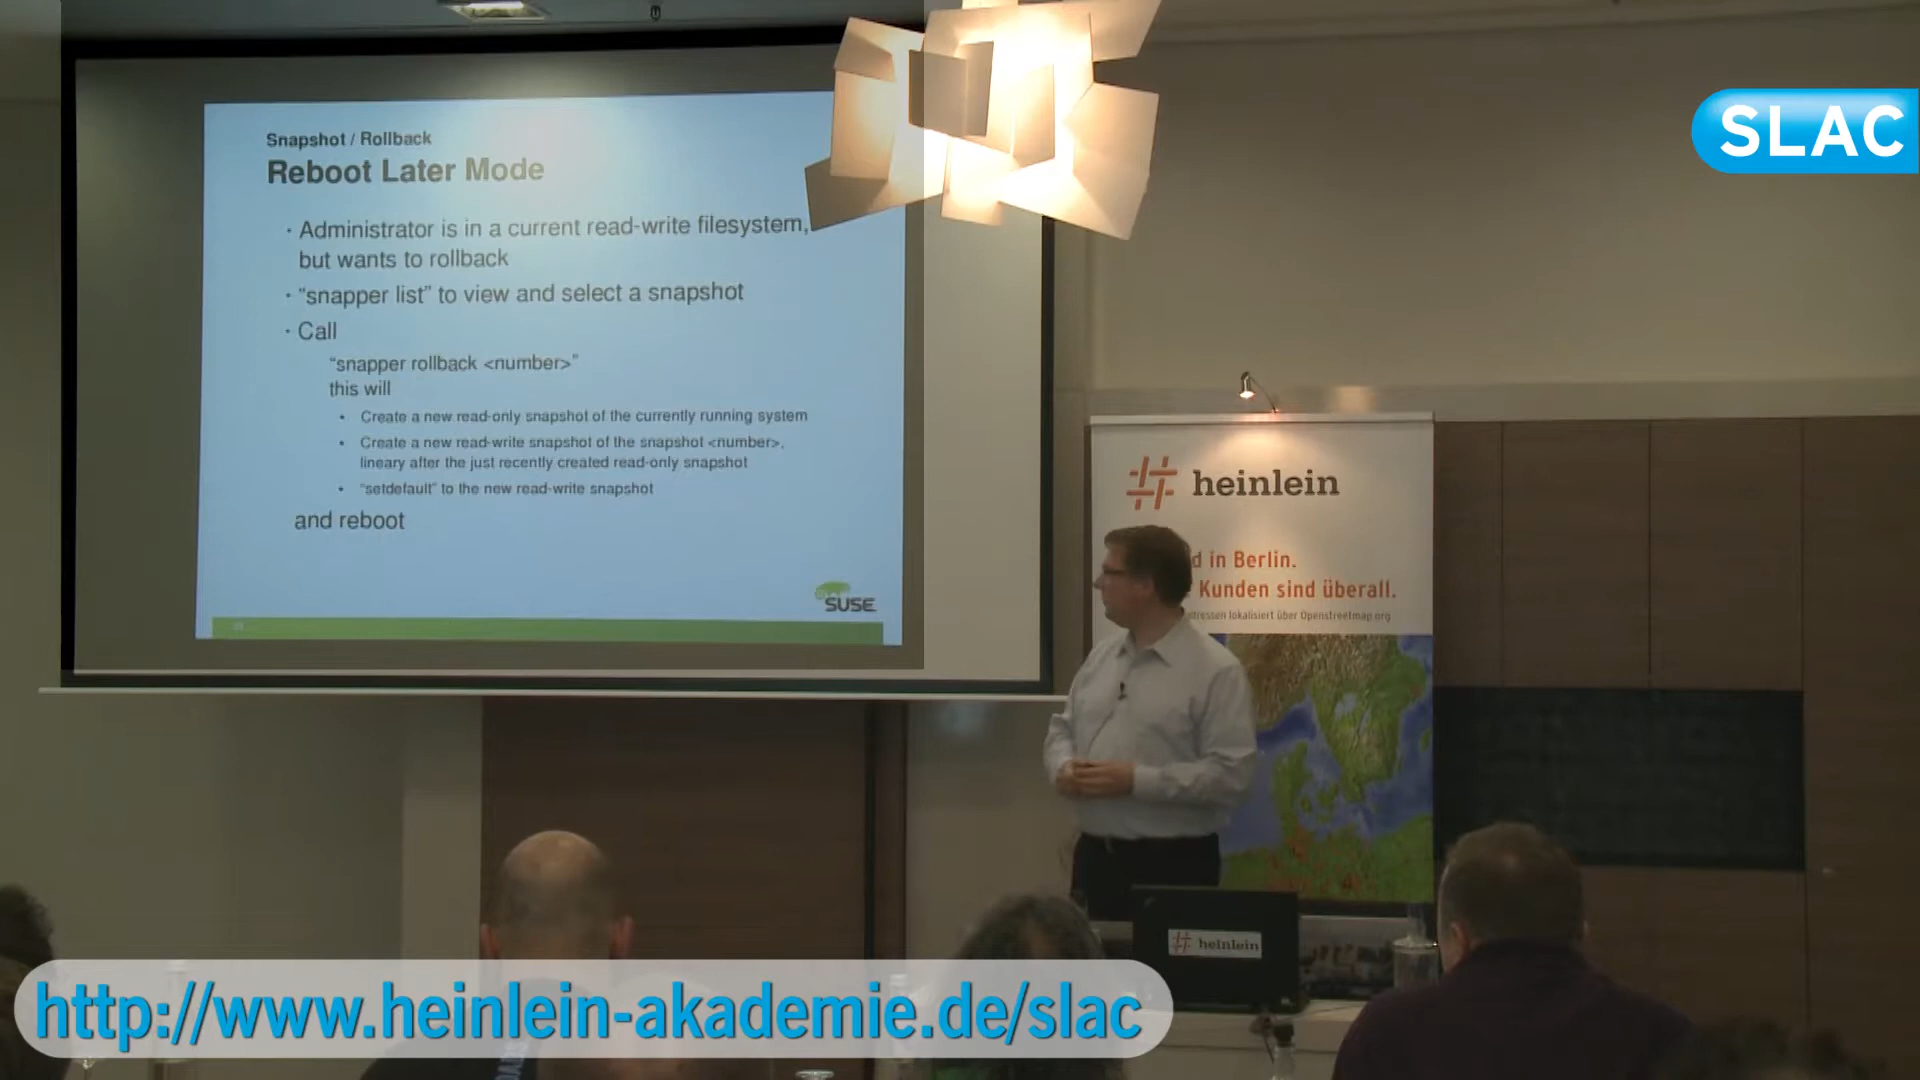 Snapshot / Rollback
Reboot Later Mode
· Administrator is in a current read-write filesystem,
but wants to rollback
· “snapper list” to view and select a snapshot
· Call
“snapper rollback <number>”
this will
• Create a new read-only snapshot of the currently running system
• Create a new read-write snapshot of the snapshot <number>,
lineary after the just recently created read-only snapshot
• “setdefault” to the new read-write snapshot
and reboot
SUSE
SLAC
heinlein
d in Berlin.
Kunden sind überall.
lokalisiert über Openstreetmap.org
heinlein
http://www.heinlein-akademie.de/slac